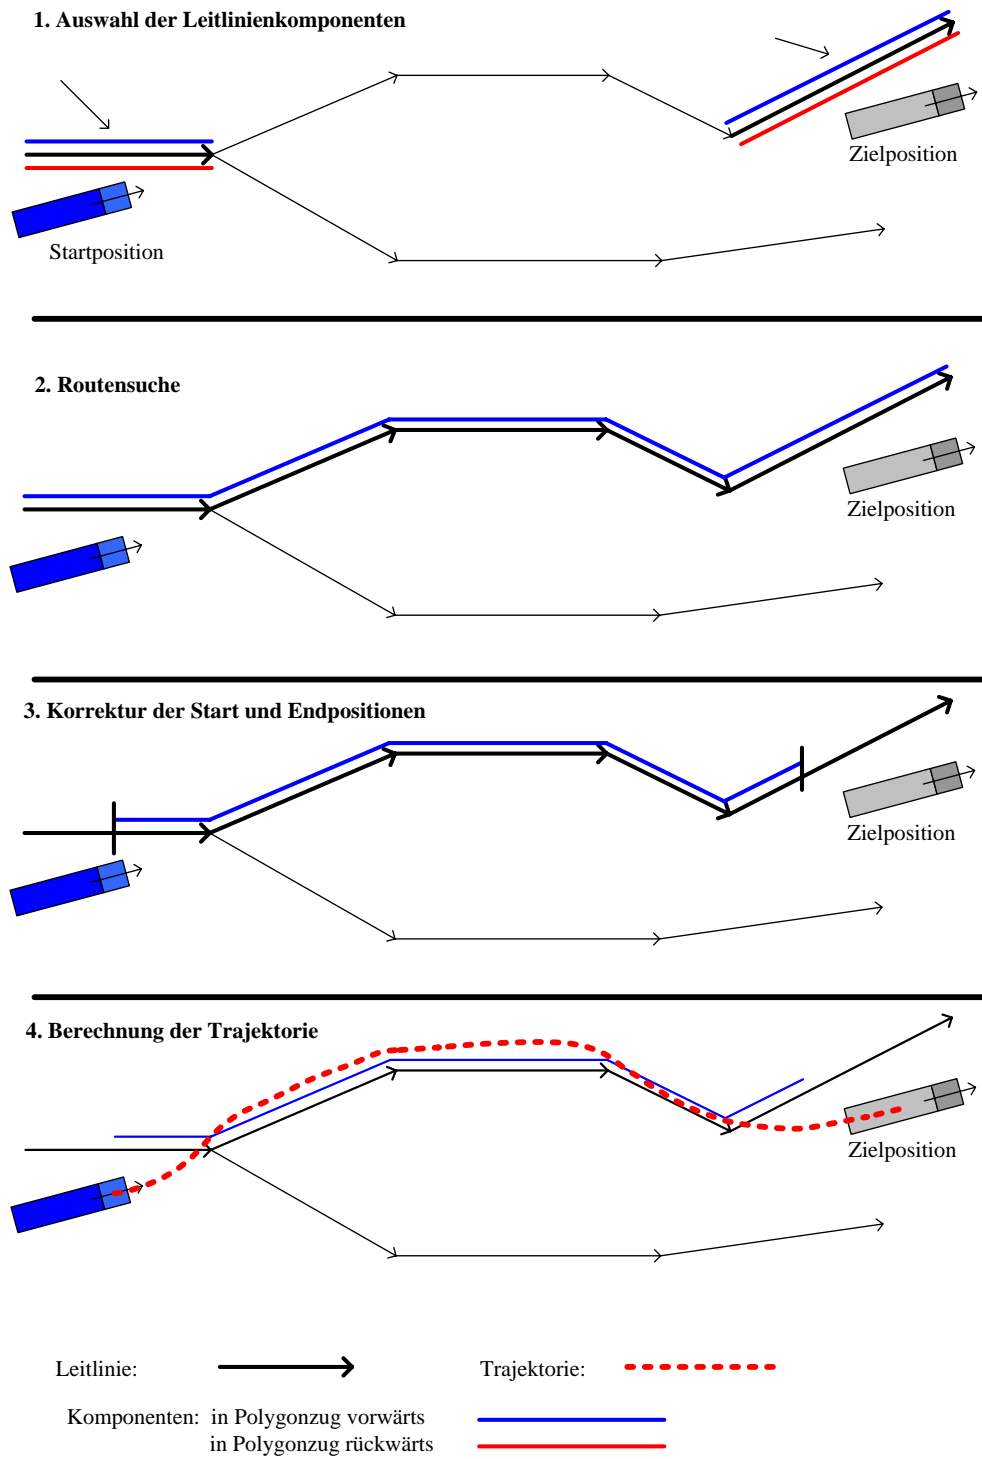 1. Auswahl der Leitlinienkomponenten
Zielposition
Startposition
2. Routensuche
Zielposition
3. Korrektur der Start und Endpositionen
Zielposition
4. Berechnung der Trajektorie
Zielposition
Leitlinie:
Trajektorie:
Komponenten: in Polygonzug vorwärts
in Polygonzug rückwärts